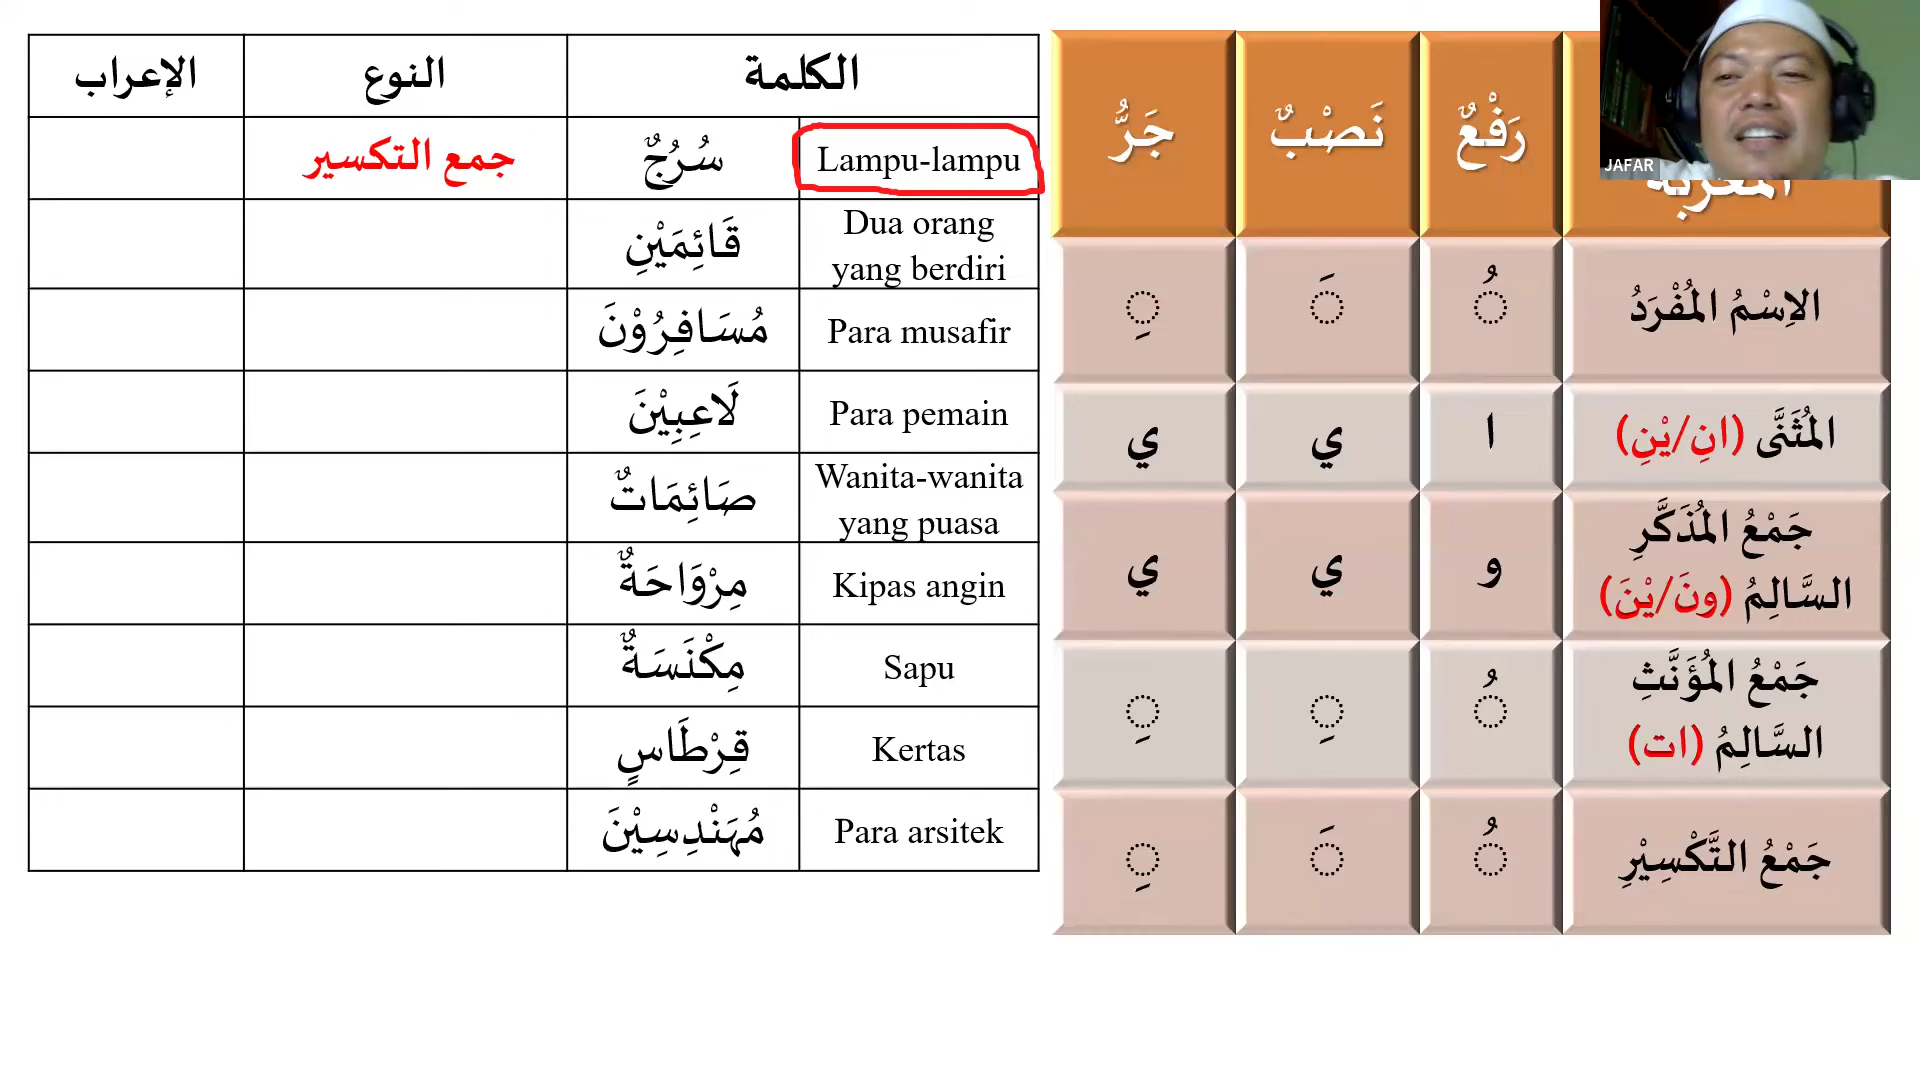 الكلمة النوع الإعراب
Lampu-lampu سُرُجٌ جمع التكسير
Dua orang
yang berdiri
قَائِمَيْنِ
Para musafir مُسَافِرُوْنَ
Para pemain لَاعِبِيْنَ
Wanita-wanita
yang puasa
صَائِمَاتٌ
Kipas angin مِرْوَاحَةٌ
Sapu مِكْنَسَةٌ
Kertas قِرْطَاسٍ
Para arsitek مُهَنْدِسِيْنَ
رَفْعٌ نَصْبٌ جَرٌّ
الاِسْمُ المُفْرَدُ ُ َ ِ
المُثَنَّى (انِ/يْنِ) ا ي ي
جَمْعُ المُذَكَّرِ
السَّالِمُ (ونَ/يْنَ) و ي ي
جَمْعُ المُؤَنَّثِ
السَّالِمُ (ات) ُ ِ ِ
جَمْعُ التَّكْسِيْرِ ُ َ ِ
JAFAR